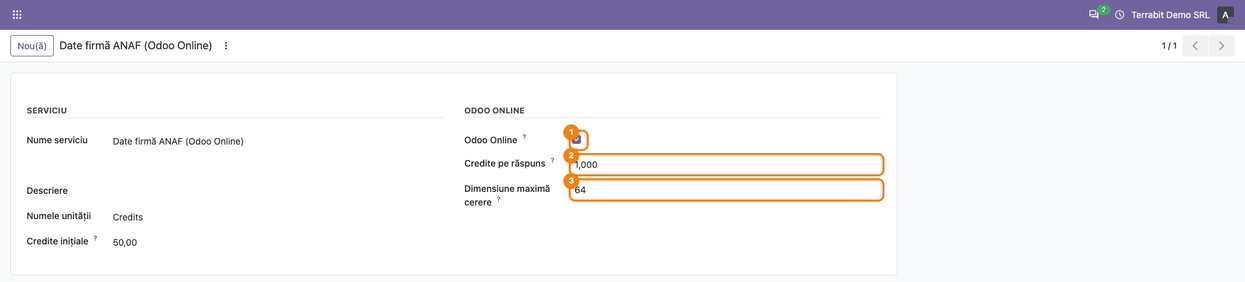 2
Terrabit Demo SRL
A
Nou(ă)
Date firmă ANAF (Odoo Online)
1 / 1
SERVICIU
ODOO ONLINE
Nume serviciu
Date firmă ANAF (Odoo Online)
Odoo Online ?
1
Credite pe răspuns ?
2
1,000
Descriere
Dimensiune maximă
cerere ?
3
64
Numele unității
Credits
Credite inițiale ?
50,00